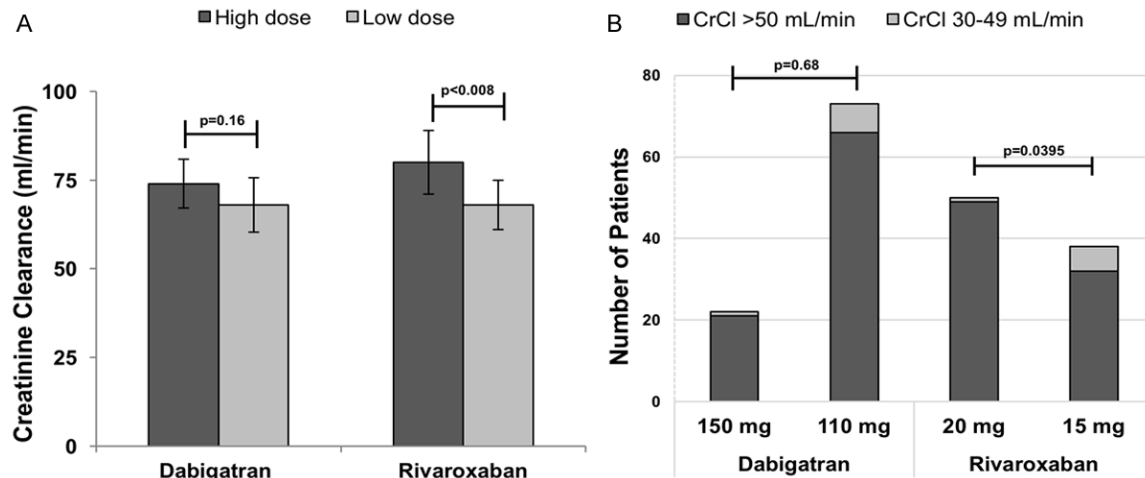 A
High dose Low dose
Creatinine Clearance (ml/min)
100
75
50
25
0
p=0.16
p<0.008
Dabigatran Rivaroxaban
B
CrCl >50 mL/min CrCl 30-49 mL/min
Number of Patients
80
60
40
20
0
p=0.68
p=0.0395
150 mg 110 mg 20 mg 15 mg
Dabigatran Rivaroxaban